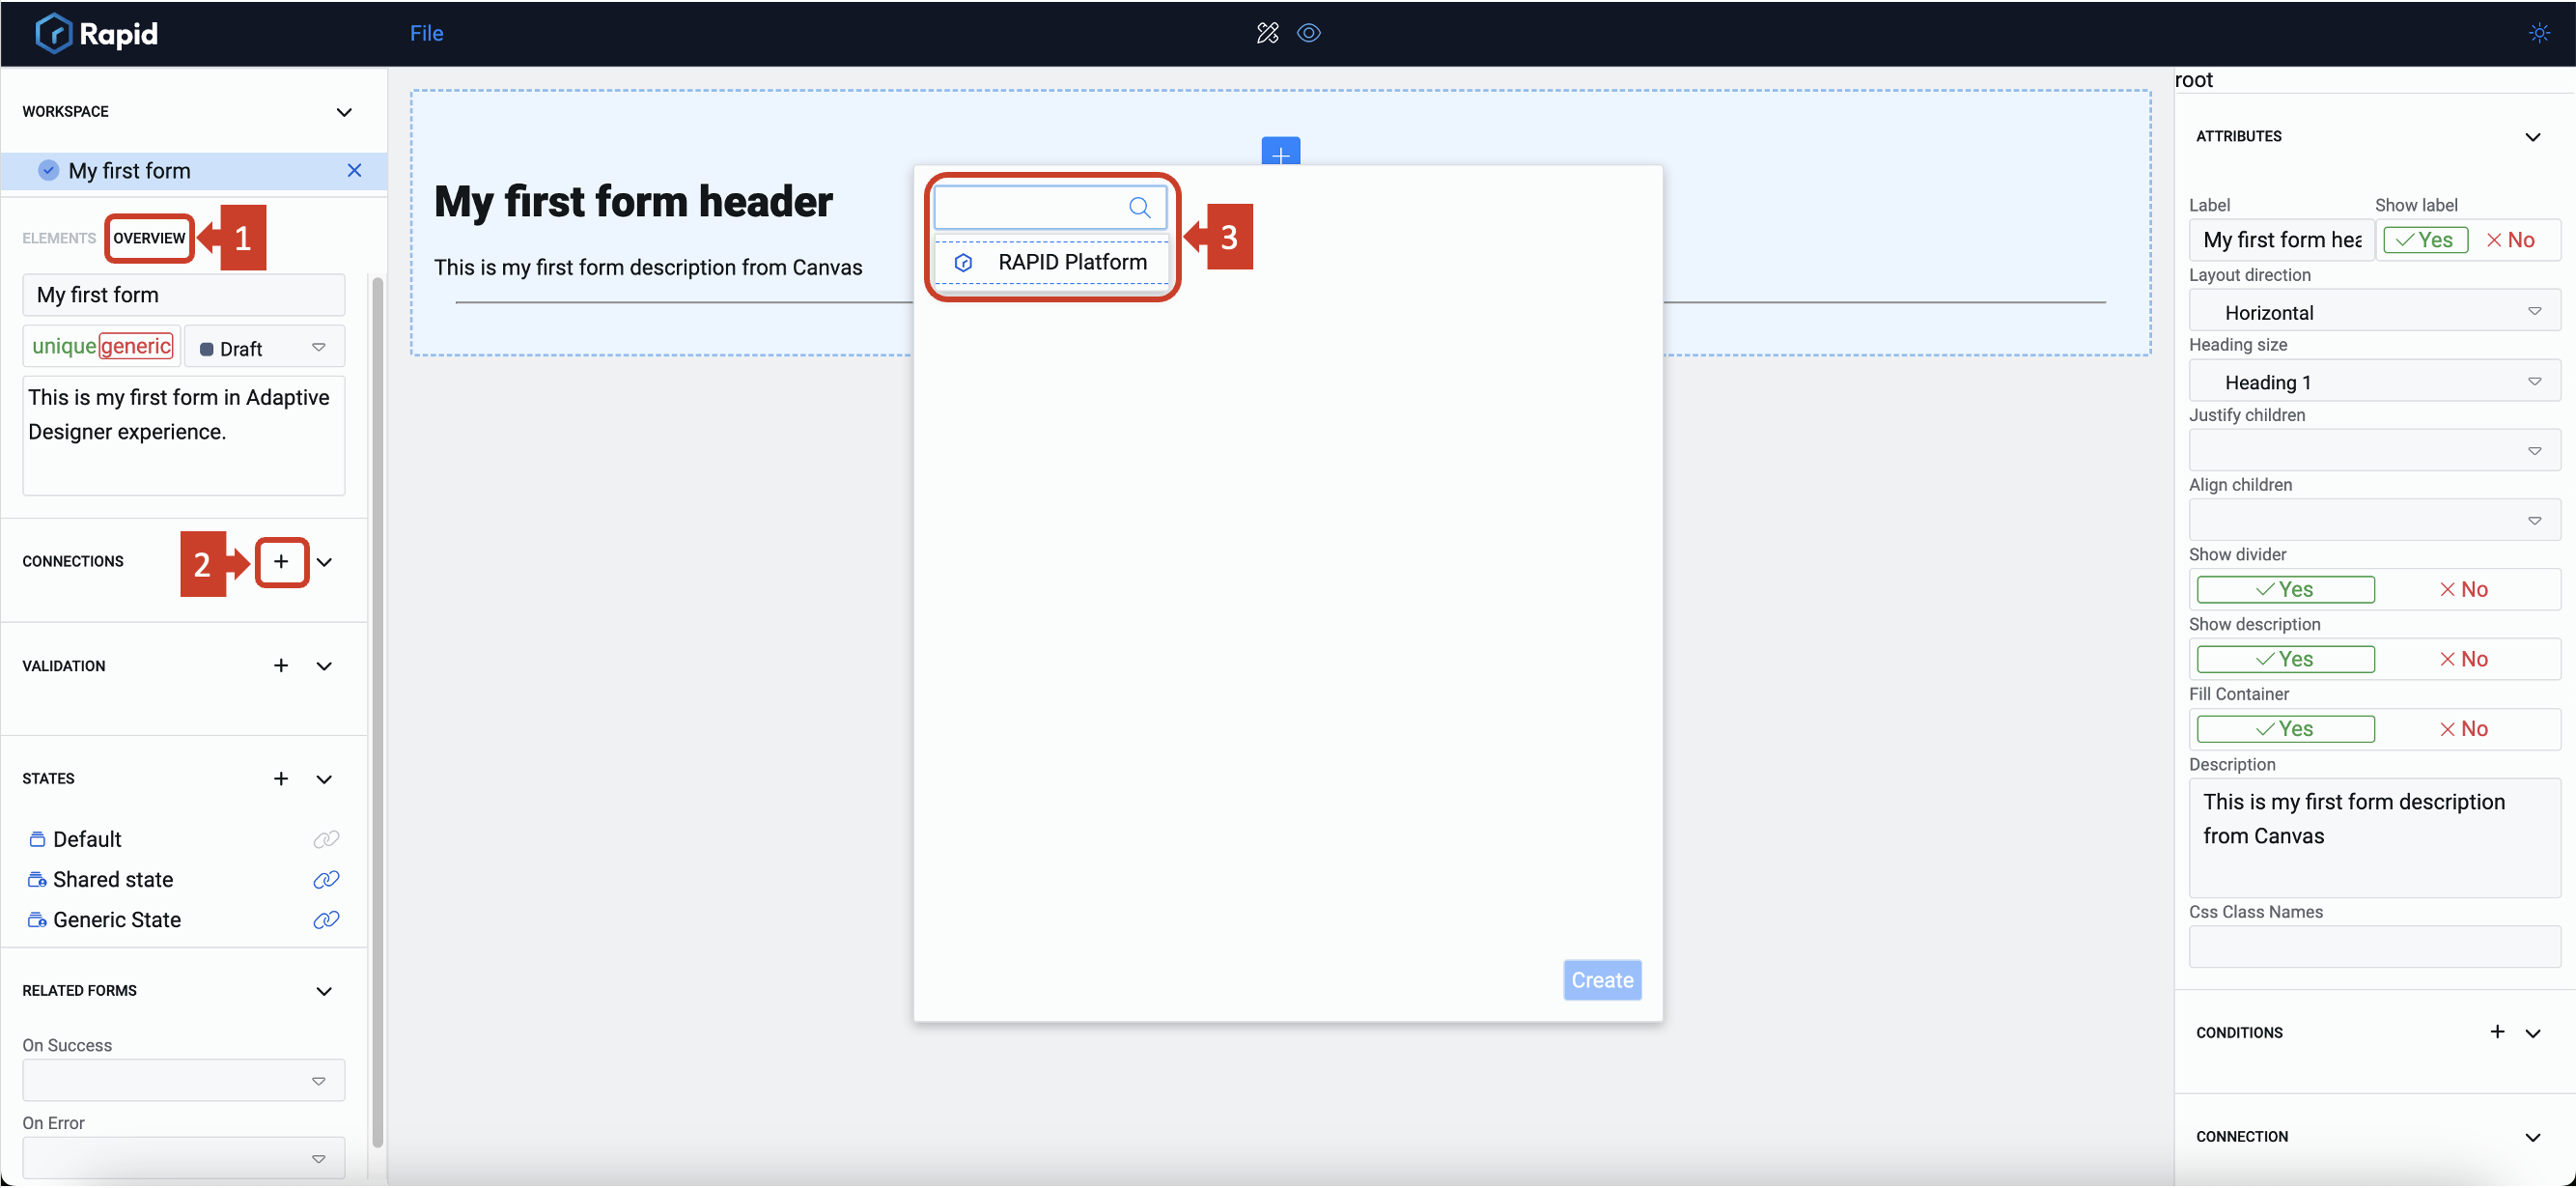 Rapid
File
WORKSPACE
My first form
ELEMENTS OVERVIEW
1
My first form
unique generic
Draft
This is my first form in Adaptive
Designer experience.
CONNECTIONS
2
VALIDATION
STATES
Default
Shared state
Generic State
RELATED FORMS
On Success
On Error
My first form header
This is my first form description from Canvas
RAPID Platform
3
Create
root
ATTRIBUTES
Label
Show label
My first form hea
Yes No
Layout direction
Horizontal
Heading size
Heading 1
Justify children
Align children
Show divider
Yes No
Show description
Yes No
Fill Container
Yes No
Description
This is my first form description
from Canvas
Css Class Names
CONDITIONS
CONNECTION